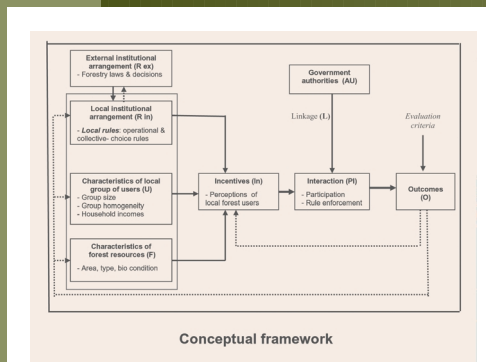 External institutional
arrangement (R ex)
- Forestry laws & decisions
Local institutional
arrangement (R in)
- Local rules: operational &
collective- choice rules
Characteristics of local
group of users (U)
- Group size
- Group homogeneity
- Household incomes
Characteristics of
forest resources (F)
- Area, type, bio condition
Incentives (In)
- Perceptions of
local forest users
Government
authorities (AU)
Linkage (L)
Interaction (PI)
- Participation
- Rule enforcement
Evaluation
criteria
Outcomes
(O)
Conceptual framework